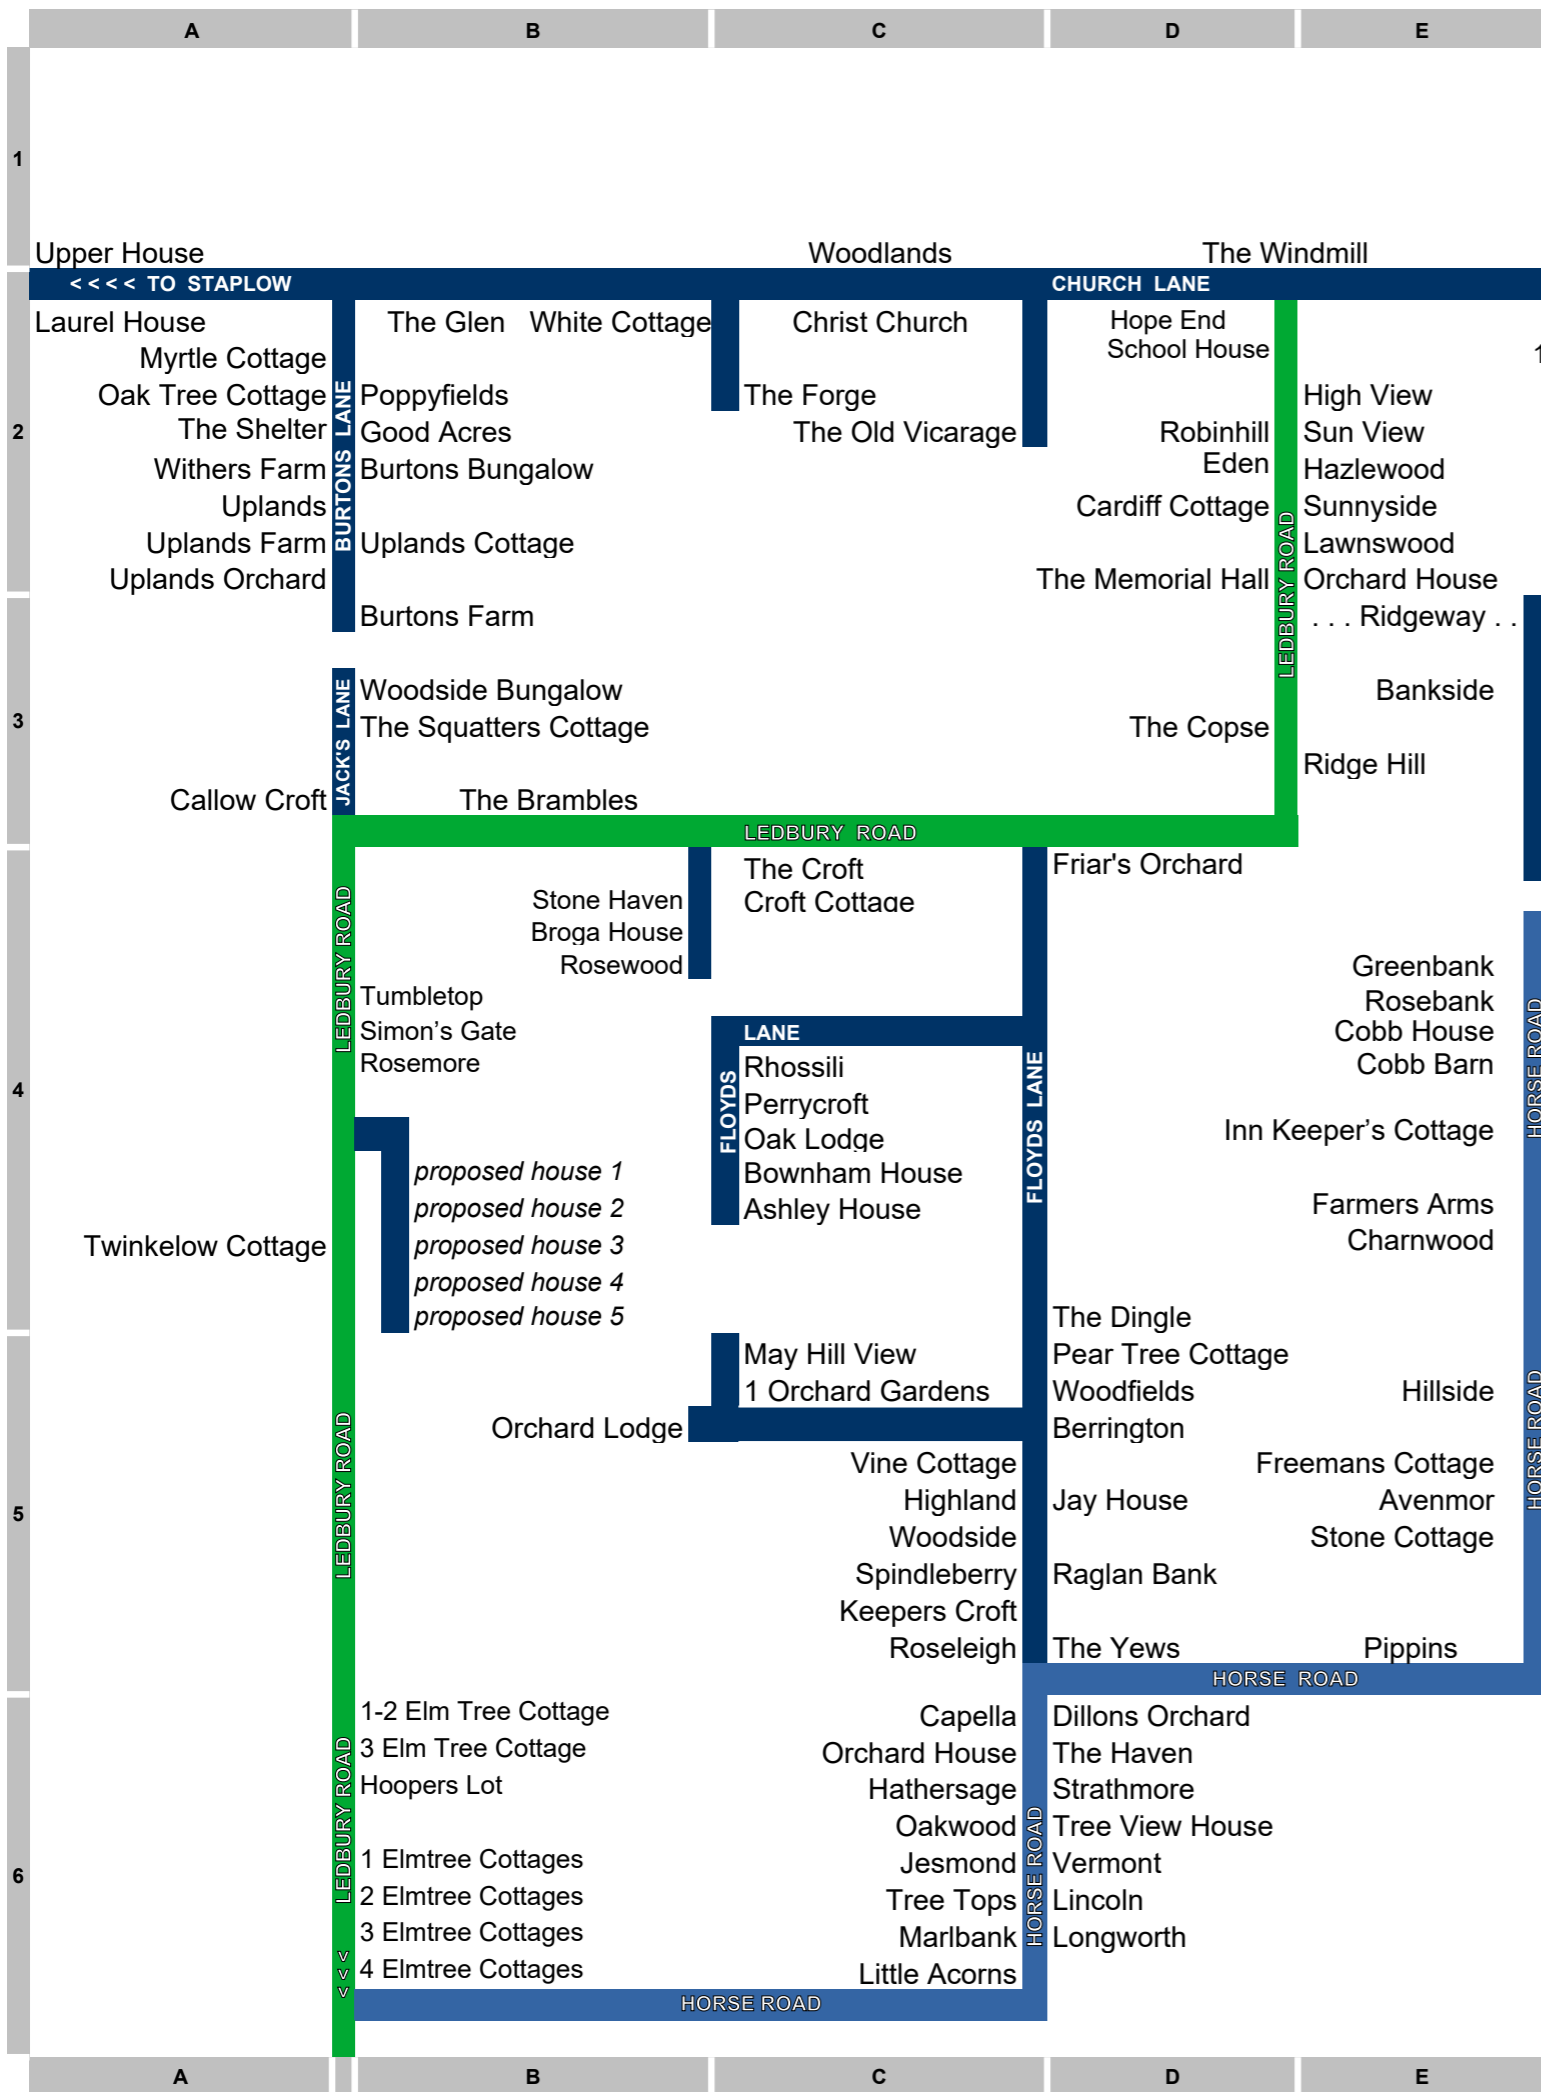 A B C D E
1
Upper House Woodlands The Windmill
< < < < TO STAPLOW CHURCH LANE
2
Laurel House The Glen White Cottage Christ Church Hope End
School House
Myrtle Cottage 1
Oak Tree Cottage Poppyfields The Forge High View
The Shelter Good Acres The Old Vicarage Robinhill Sun View
Withers Farm Burtons Bungalow Eden Hazlewood
Uplands Cardiff Cottage Sunnyside
Uplands Farm Uplands Cottage Lawnswood
Uplands Orchard The Memorial Hall Orchard House
BURTONS LANE
LEDBURY ROAD
3
Burtons Farm . . . Ridgeway . .
Woodside Bungalow Bankside
The Squatters Cottage The Copse
Ridge Hill
Callow Croft The Brambles
JACK'S LANE
LEDBURY ROAD
4
The Croft Friar's Orchard
Stone Haven Croft Cottage
Broga House
Rosewood Greenbank
Tumbletop Rosebank
Simon’s Gate LANE Cobb House
Rosemore Rhossili Cobb Barn
Perrycroft
Oak Lodge Inn Keeper’s Cottage
proposed house 1 Bownham House
proposed house 2 Ashley House Farmers Arms
Twinkelow Cottage proposed house 3 Charnwood
proposed house 4
proposed house 5 The Dingle
LEDBURY ROAD
FLOYDS
FLOYDS LANE
HORSE ROAD
5
May Hill View Pear Tree Cottage
1 Orchard Gardens Woodfields Hillside
Orchard Lodge Berrington
Vine Cottage Freemans Cottage
Highland Jay House Avenmor
Woodside Stone Cottage
Spindleberry Raglan Bank
Keepers Croft
Roseleigh The Yews Pippins
LEDBURY ROAD
HORSE ROAD
HORSE ROAD
6
1-2 Elm Tree Cottage Capella Dillons Orchard
3 Elm Tree Cottage Orchard House The Haven
Hoopers Lot Hathersage Strathmore
Oakwood Tree View House
1 Elmtree Cottages Jesmond Vermont
2 Elmtree Cottages Tree Tops Lincoln
3 Elmtree Cottages Marlbank Longworth
4 Elmtree Cottages Little Acorns
< < < LEDBURY ROAD
HORSE ROAD
HORSE ROAD
A B C D E